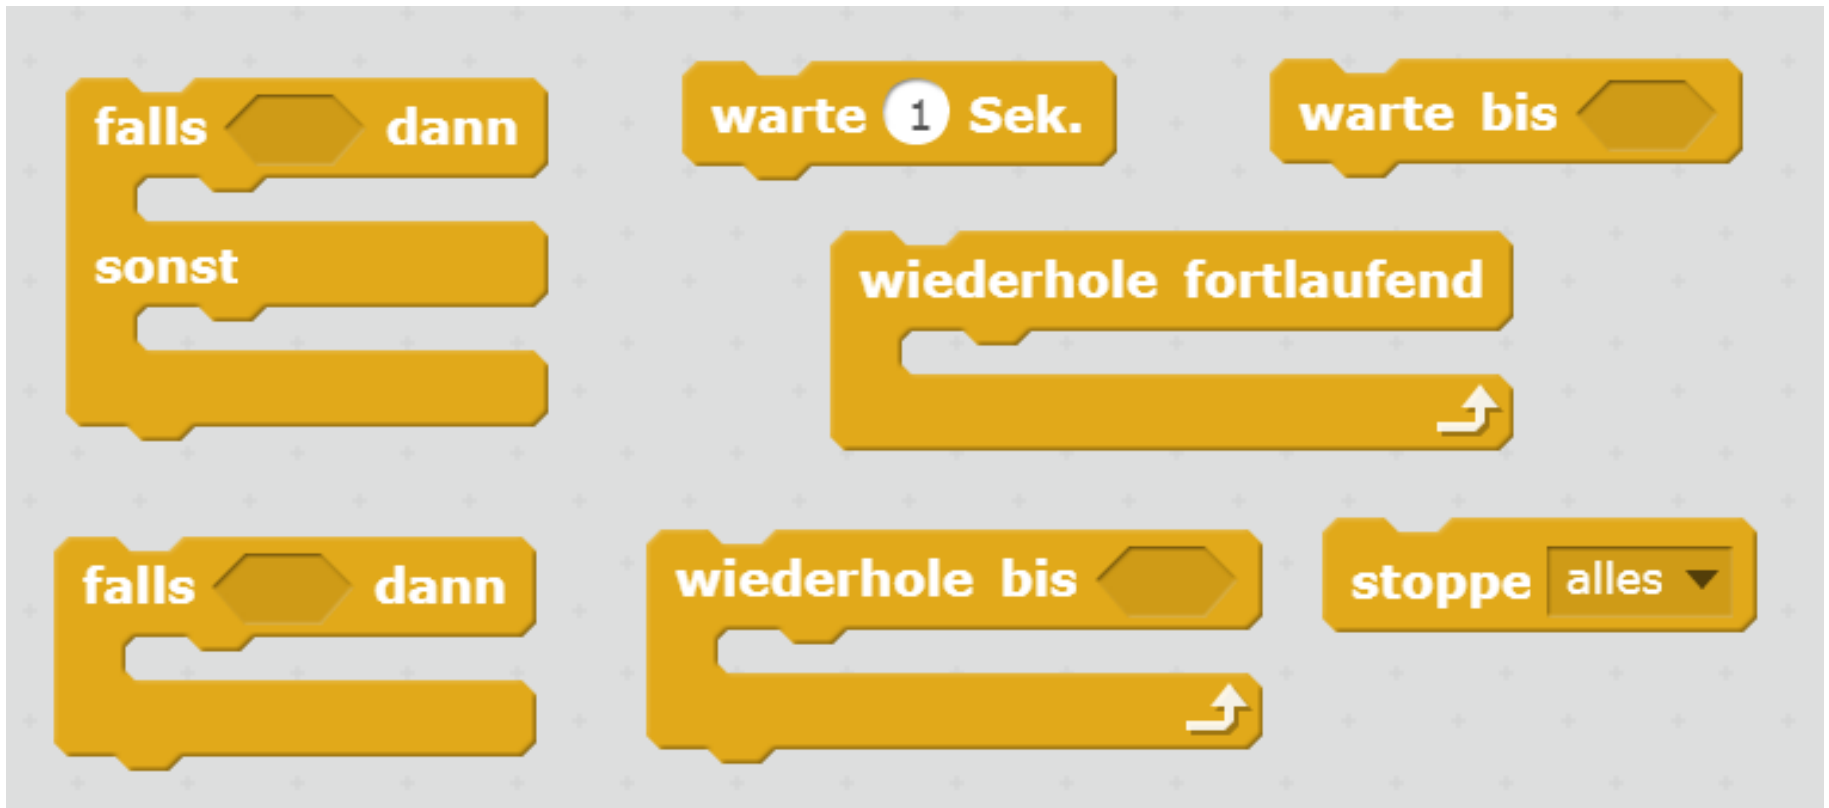 falls dann
sonst
warte 1 Sek.
warte bis
wiederhole fortlaufend
falls dann
wiederhole bis
stoppe alles